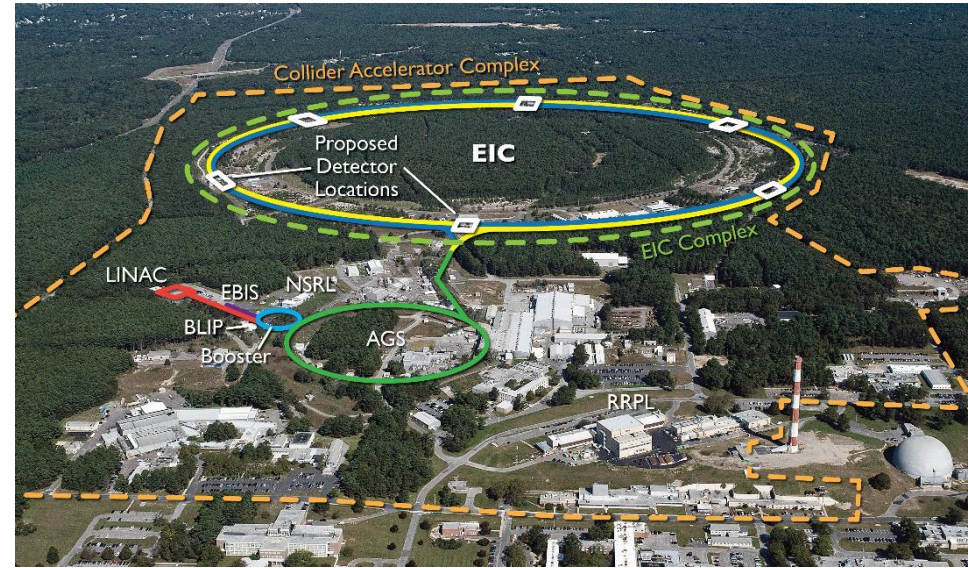 Collider Accelerator Complex
Proposed
Detector
Locations
EIC
EIC Complex
LINAC
EBIS
NSRL
BLIP
Booster
AGS
RRPL